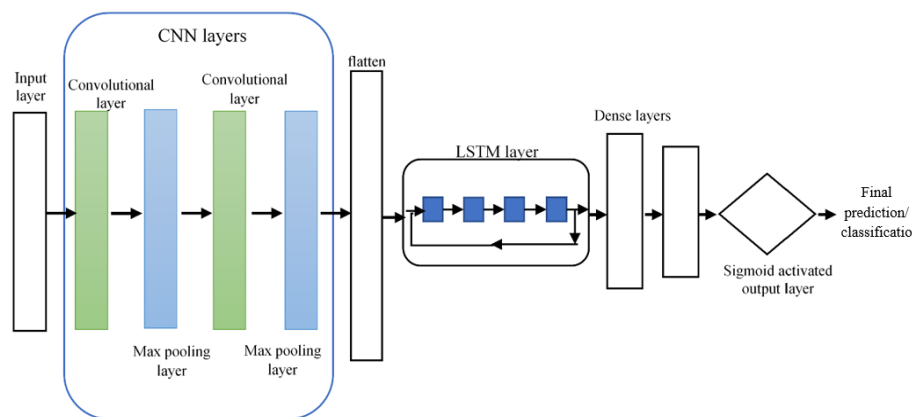 CNN layers
Input
layer
Convolutional
layer
Convolutional
layer
Max pooling
layer
Max pooling
layer
flatten
LSTM layer
Dense layers
Sigmoid activated
output layer
Final
prediction/
classificatio